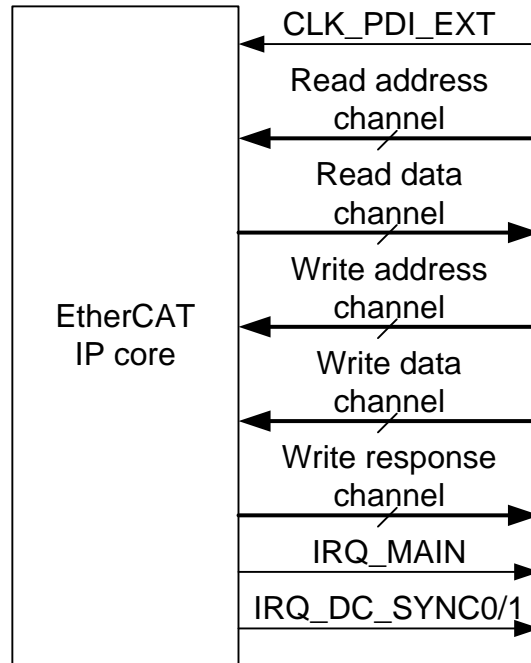 CLK_PDI_EXT
Read address
channel
Read data
channel
Write address
channel
EtherCAT
IP core
Write data
channel
Write response
channel
IRQ_MAIN
IRQ_DC_SYNC0/1